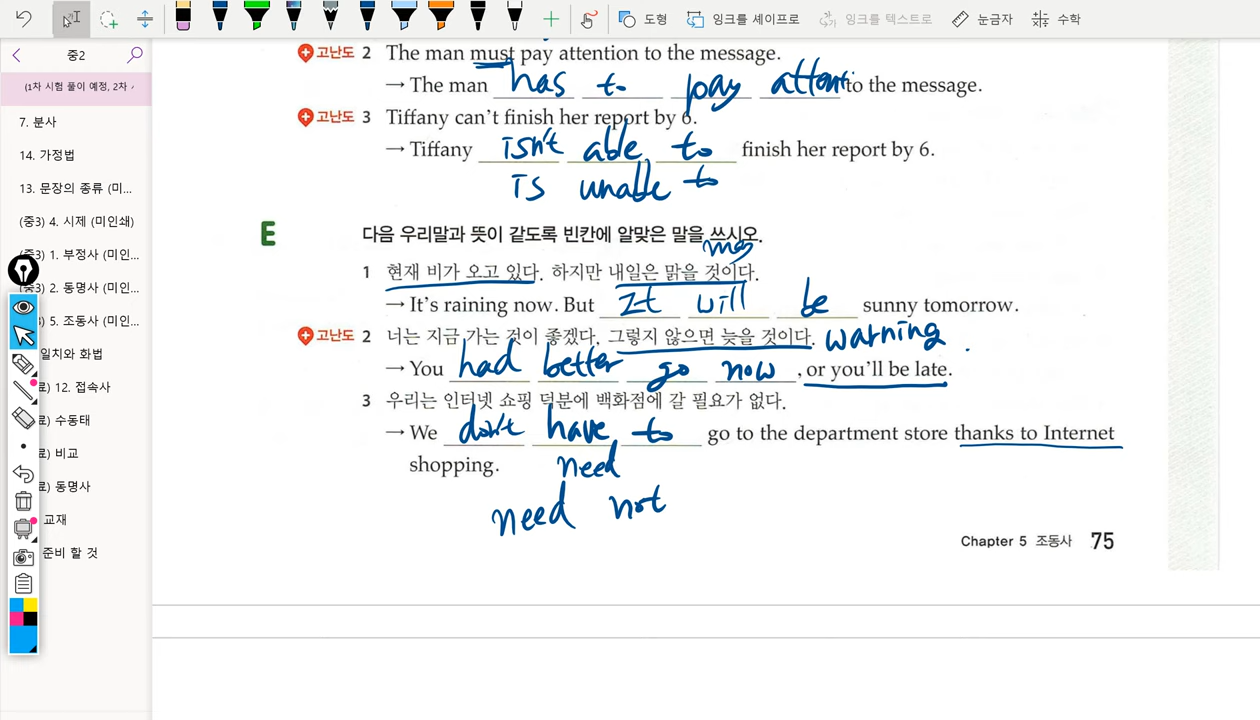 도형 잉크를 셰이프로 잉크를 텍스트로 눈금자 수학
중2
(1차 시험 풀이 예정, 2차
7. 분사
14. 가정법
13. 문장의 종류 (미...
(중3) 4. 시제 (미인쇄)
(중3) 1. 부정사 (미인...
(중3) 2. 동명사 (미인...
) 5. 조동사 (미인...
일치와 화법
) 12. 접속사
) 수동태
) 비교
) 동명사
교재
준비 할 것
고난도 2 The man must pay attention to the message.
→ The man has to pay attenti to the message.
고난도 3 Tiffany can't finish her report by 6.
→ Tiffany isn't able to finish her report by 6.
is unable to
E 다음 우리말과 뜻이 같도록 빈칸에 알맞은 말을 쓰시오.
may
1 현재 비가 오고 있다. 하지만 내일은 맑을 것이다.
→ It's raining now. But It will be sunny tomorrow.
고난도 2 너는 지금 가는 것이 좋겠다, 그렇지 않으면 늦을 것이다. warning
→ You had better go now, or you'll be late.
3 우리는 인터넷 쇼핑 덕분에 백화점에 갈 필요가 없다.
→ We don't have to go to the department store thanks to Internet
shopping. need
need not
Chapter 5 조동사 75